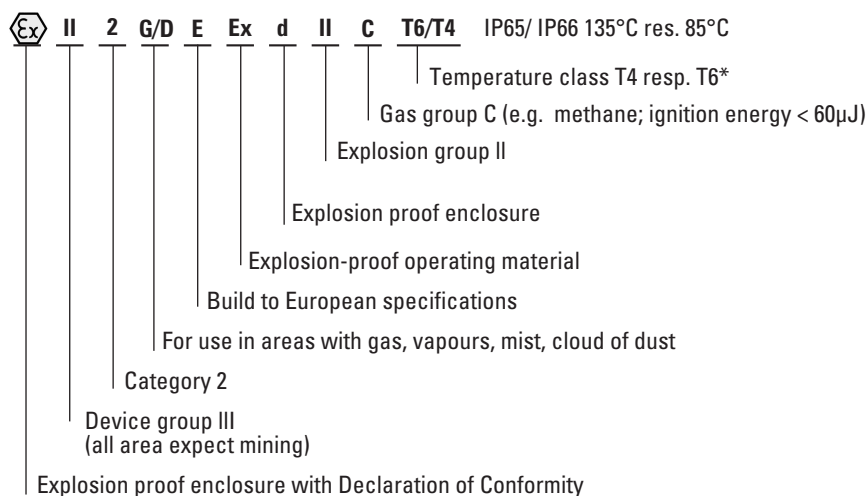 Ex II 2 G/D E Ex d II C T6/T4 IP65/ IP66 135°C res. 85°C
Temperature class T4 resp. T6*
Gas group C (e.g. methane; ignition energy < 60µJ)
Explosion group II
Explosion proof enclosure
Explosion-proof operating material
Build to European specifications
For use in areas with gas, vapours, mist, cloud of dust
Category 2
Device group III
(all area expect mining)
Explosion proof enclosure with Declaration of Conformity